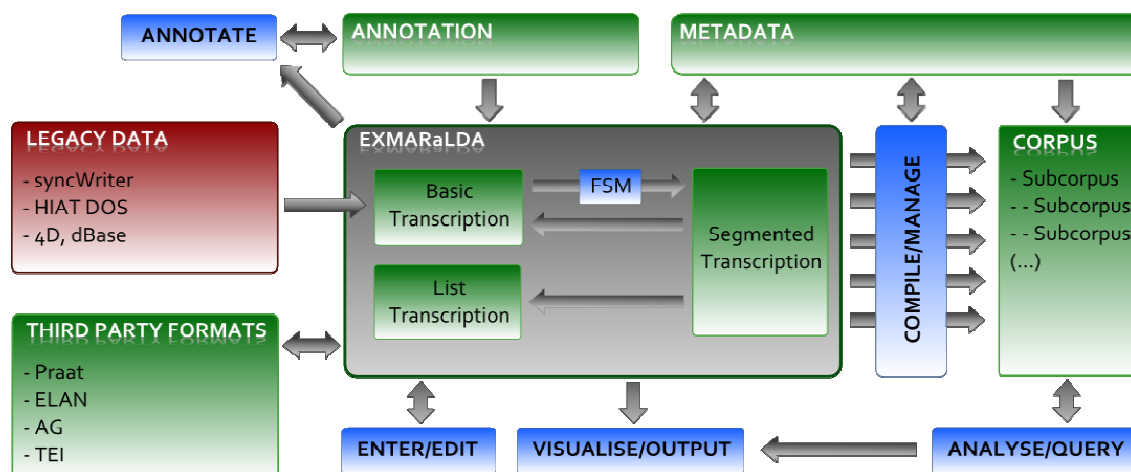 ANNOTATE
ANNOTATION
METADATA
LEGACY DATA
- syncWriter
- HIAT DOS
- 4D, dBase
EXMARaLDA
Basic
Transcription
FSM
List
Transcription
Segmented
Transcription
COMPILE/MANAGE
CORPUS
- Subcorpus
- - Subcorpus
- - Subcorpus
(...)
THIRD PARTY FORMATS
- Praat
- ELAN
- AG
- TEI
ENTER/EDIT
VISUALISE/OUTPUT
ANALYSE/QUERY